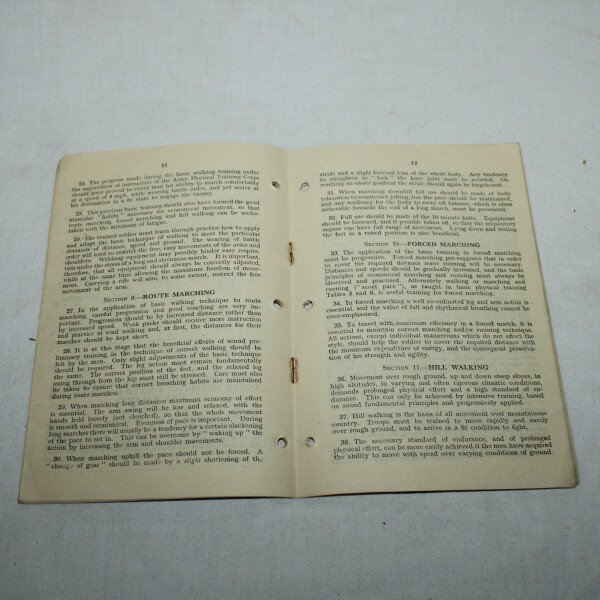 11
24. The progress made during the basic walking training under
the supervision of instructors of the Army Physical Training Corps
should have proved to every man his ability to march comfortably
at a speed of 4 mph, while wearing battle order, and yet arrive at
his destination in a fit state to engage the enemy.
25. This previous basic training should also have formed the good
muscular " habits " necessary for economical movement, so that
route marching, forced marching and hill walking can be under-
taken with the minimum of fatigue.
26. The trained soldier must learn through practice how to apply
and adapt the basic technique of walking to meet the particular
demands of distance, speed and ground. The wearing of battle
order will tend to restrict the free, easy movements of the arms and
shoulders. Webbing equipment may possibly hinder easy respira-
tion under the stress of a long and strenuous march. It is important,
therefore, that all equipment should always be correctly adjusted,
while at the same time allowing the maximum freedom of move-
ment. Carrying a rifle will also, to some extent, restrict the free
movement of the arm.
SECTION 9.—ROUTE MARCHING
27. In the application of basic walking technique to route
marching careful progression and good coaching are very im-
portant. Progression should be by increased distance rather than
by increased speed. Weak packs should receive more instruction
and practice in road walking and, at first, the distances for their
marches should be kept short.
28. It is at this stage that the beneficial effects of sound pre-
liminary training in the technique of correct walking should be
felt by the men. Only slight adjustments of the basic technique
should be required. The leg action must remain fundamentally
the same. The correct position of the feet, and the relaxed leg
swing through from the hip must still be stressed. Care must also
be taken to ensure that correct breathing habits are maintained
during route marches.
29. When marching long distances maximum economy of effort
is essential. The arm swing will be low and relaxed, with the
hands held loosely (not clenched), so that the whole movement
is smooth and economical. Evenness of pace is important. During
long marches there will usually be a tendency for a certain slackening
of the pace to set in. This can be overcome by " waking up " the
action by increasing the arm and shoulder movements.
30. When marching uphill the pace should not be forced. A
" change of gear " should be made by a slight shortening of the
12
stride and a slight forward lean of the whole body. Any tendency
to straighten or " lock " the knee joint must be avoided. On
reaching an easier gradient the stride should again be lengthened.
31. When marching downhill full use should be made of body
relaxation to counteract jolting, but the pace should be maintained,
and any tendency for the body to sway off balance, which is often
noticeable towards the end of a long march, must be prevented.
32. Full use should be made of the 10 minute halts. Equipment
should be loosened, and if possible taken off, so that the respiratory
organs can have full range of movement. Lying down and resting
the feet in a raised position is also beneficial.
SECTION 10.—FORCED MARCHING
33. The application of the basic training to forced marching
must be progressive. Forced marching pre-supposes that in order
to cover the required distance some running will be necessary.
Distances and speeds should be gradually increased, and the basic
principles of economical marching and running must always be
observed and practised. Alternately walking or marching and
running (" scout pace "), as taught in basic physical training
Tables 5 and 6, is useful training for forced marching.
34. In forced marching a well co-ordinated leg and arm action is
essential, and the value of full and rhythmical breathing cannot be
over-emphasised.
35. To travel with maximum efficiency in a forced march, it is
essential to maintain correct marching and/or running technique.
All actions, except individual mannerisms which do not affect the
style, should help the soldier to cover the required distance with
the minimum expenditure of energy, and the consequent preserva-
tion of his strength and agility.
SECTION 11.—HILL WALKING
36. Movement over rough ground, up and down steep slopes, in
high altitudes, in varying and often rigorous climatic conditions,
demands prolonged physical effort and a high standard of en-
durance. This can only be achieved by intensive training, based
on sound fundamental principles and progressively applied.
37. Hill walking is the basis of all movement over mountainous
country. Troops must be trained to move rapidly and surely
over rough ground, and to arrive in a fit condition to fight.
38. The necessary standard of endurance, and of prolonged
physical effort, can be more easily achieved if the men have acquired
the ability to move with speed over varying conditions of ground.